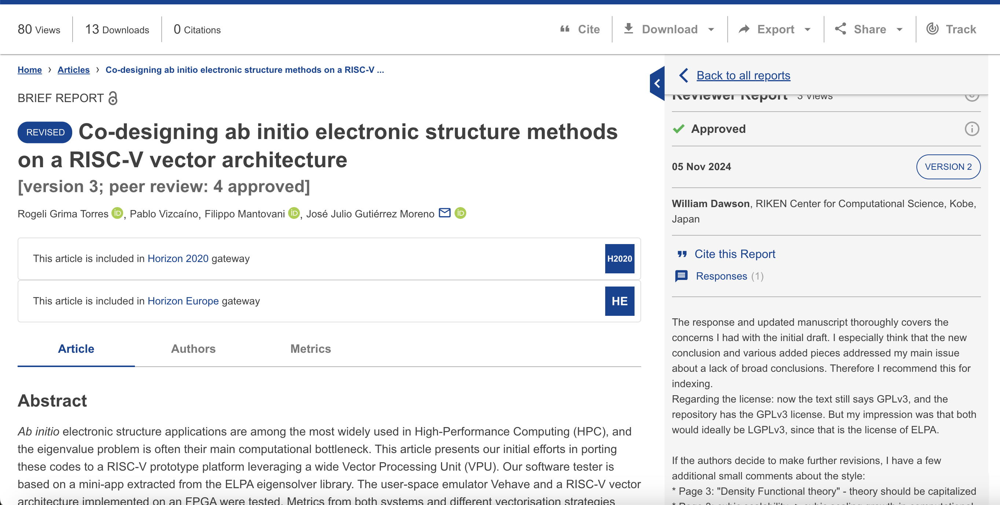 80 Views
13 Downloads
0 Citations
Cite
Download
Export
Share
Track
Home › Articles › Co-designing ab initio electronic structure methods on a RISC-V ...
BRIEF REPORT
REVISED Co-designing ab initio electronic structure methods
on a RISC-V vector architecture
[version 3; peer review: 4 approved]
Rogeli Grima Torres iD, Pablo Vizcaíno, Filippo Mantovani iD, José Julio Gutiérrez Moreno iD
This article is included in Horizon 2020 gateway
H2020
This article is included in Horizon Europe gateway
HE
Article
Authors
Metrics
Abstract
Ab initio electronic structure applications are among the most widely used in High-Performance Computing (HPC), and
the eigenvalue problem is often their main computational bottleneck. This article presents our initial efforts in porting
these codes to a RISC-V prototype platform leveraging a wide Vector Processing Unit (VPU). Our software tester is
based on a mini-app extracted from the ELPA eigensolver library. The user-space emulator Vehave and a RISC-V vector
architecture implemented on an FPGA were tested. Metrics from both systems and different vectorisation strategies
Back to all reports
Reviewer Report 3 Views
Approved
05 Nov 2024
VERSION 2
William Dawson, RIKEN Center for Computational Science, Kobe,
Japan
Cite this Report
Responses (1)
The response and updated manuscript thoroughly covers the
concerns I had with the initial draft. I especially think that the new
conclusion and various added pieces addressed my main issue
about a lack of broad conclusions. Therefore I recommend this for
indexing.
Regarding the license: now the text still says GPLv3, and the
repository has the GPLv3 license. But my impression was that both
would ideally be LGPLv3, since that is the license of ELPA.
If the authors decide to make further revisions, I have a few
additional small comments about the style:
* Page 3: "Density Functional theory" - theory should be capitalized